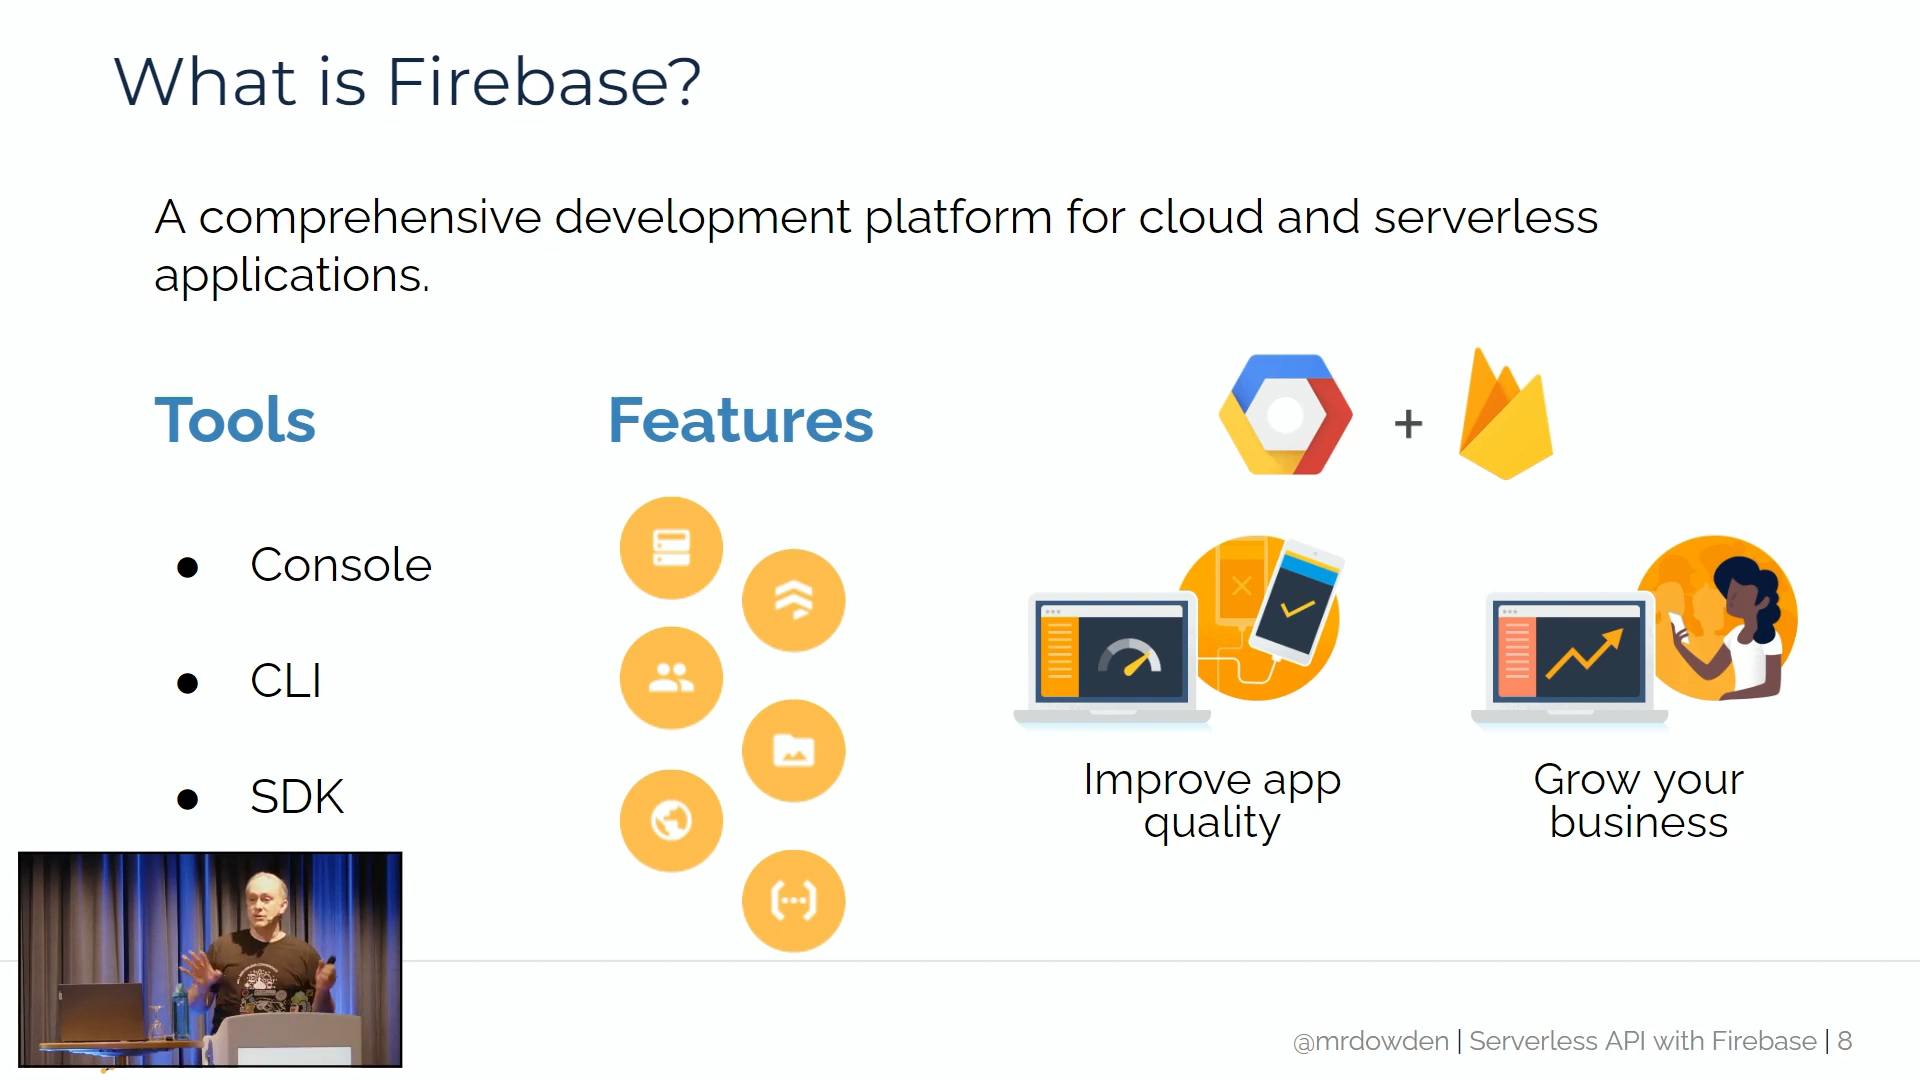 What is Firebase?
A comprehensive development platform for cloud and serverless
applications.
Tools
● Console
● CLI
● SDK
Features
+
Improve app
quality
Grow your
business
@mrdowden | Serverless API with Firebase | 8